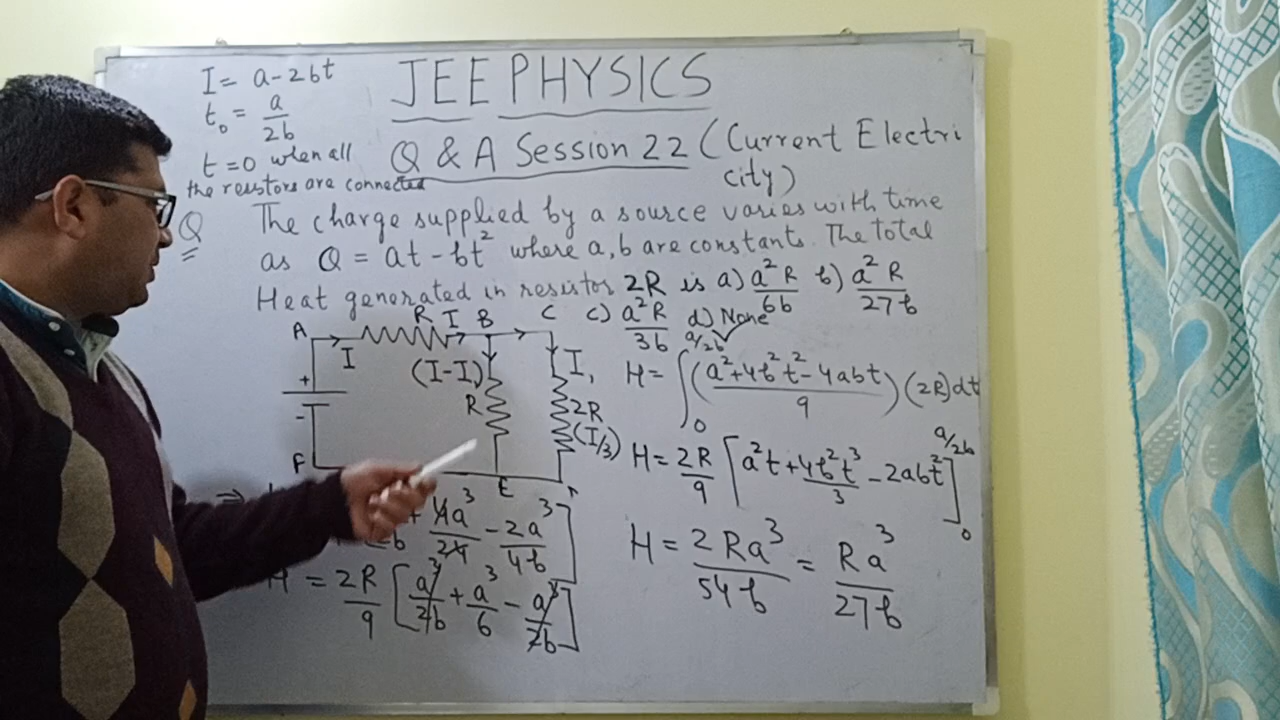 I = a - 2bt
t₀ = a/2b
t = 0 when all
the resistors are connected
JEE PHYSICS
Q & A Session 22 (Current Electri
city)
Q The charge supplied by a source varies with time
as Q = at - bt² where a, b are constants. The total
Heat generated in resistor 2R is a) a²R/6b b) a²R/27b
c) a²R/3b d) None
A I R I B C
(I-I₁) I₁
+
-
R 2R
(I/3)
F E
H = ∫₀^(a/2b) ((a² + 4b²t² - 4abt)/9) (2R) dt
H = 2R/9 [a²t + 4b²t³/3 - 2abt²]₀^(a/2b)
+ 4a³/24 - 2a³/4b]
H = 2R/9 [a³/2b + a³/6 - a³/2b]
H = 2Ra³/54b = Ra³/27b